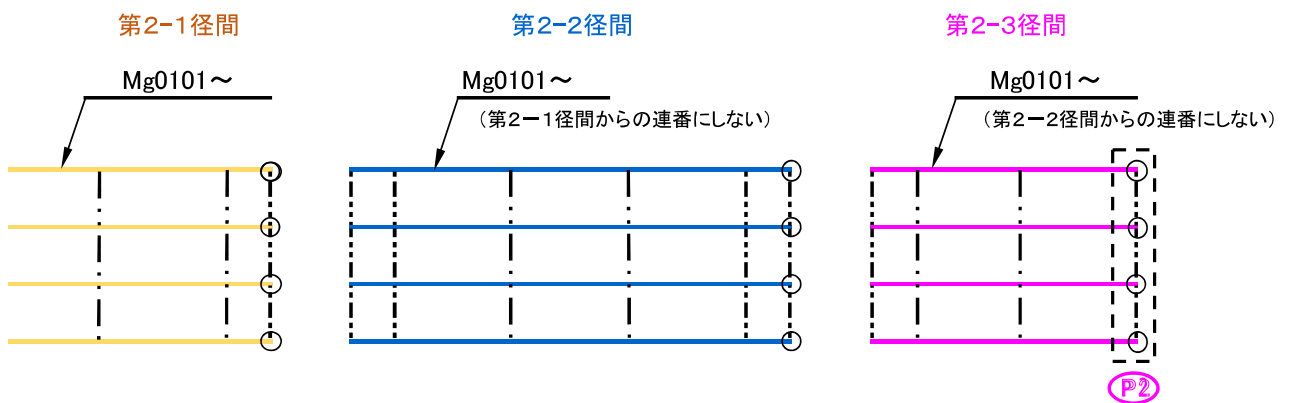 第2-1径間
第2-2径間
第2-3径間
Mg0101～
Mg0101～
Mg0101～
(第2-1径間からの連番にしない)
(第2-2径間からの連番にしない)
P2